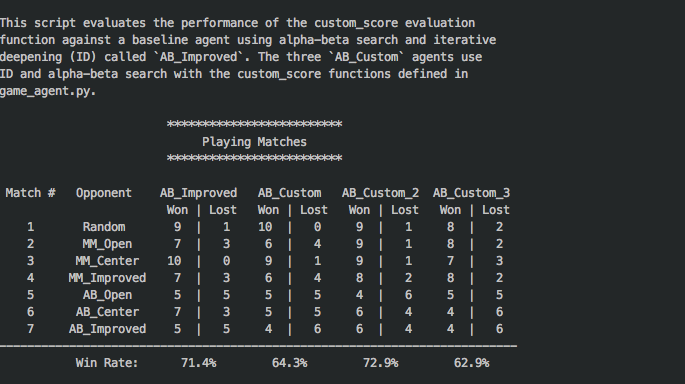 This script evaluates the performance of the custom_score evaluation
function against a baseline agent using alpha-beta search and iterative
deepening (ID) called `AB_Improved`. The three `AB_Custom` agents use
ID and alpha-beta search with the custom_score functions defined in
game_agent.py.
*************************
Playing Matches
*************************
Match #   Opponent   AB_Improved   AB_Custom   AB_Custom_2   AB_Custom_3
Won | Lost   Won | Lost   Won | Lost   Won | Lost
1   Random   9 | 1   10 | 0   9 | 1   8 | 2
2   MM_Open   7 | 3   6 | 4   9 | 1   8 | 2
3   MM_Center   10 | 0   9 | 1   9 | 1   7 | 3
4   MM_Improved   7 | 3   6 | 4   8 | 2   8 | 2
5   AB_Open   5 | 5   5 | 5   4 | 6   5 | 5
6   AB_Center   7 | 3   5 | 5   6 | 4   4 | 6
7   AB_Improved   5 | 5   4 | 6   6 | 4   4 | 6
--------------------------------------------------------------------------
Win Rate:   71.4%   64.3%   72.9%   62.9%